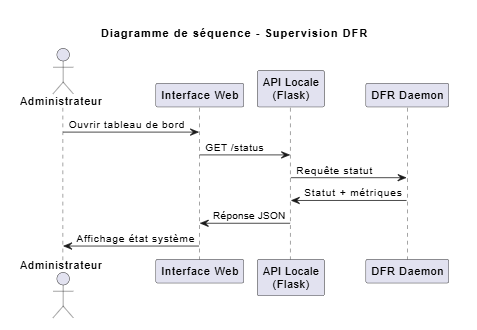 Diagramme de séquence - Supervision DFR
Administrateur
Interface Web
API Locale
(Flask)
DFR Daemon
Ouvrir tableau de bord
GET /status
Requête statut
Statut + métriques
Réponse JSON
Affichage état système
Administrateur
Interface Web
API Locale
(Flask)
DFR Daemon